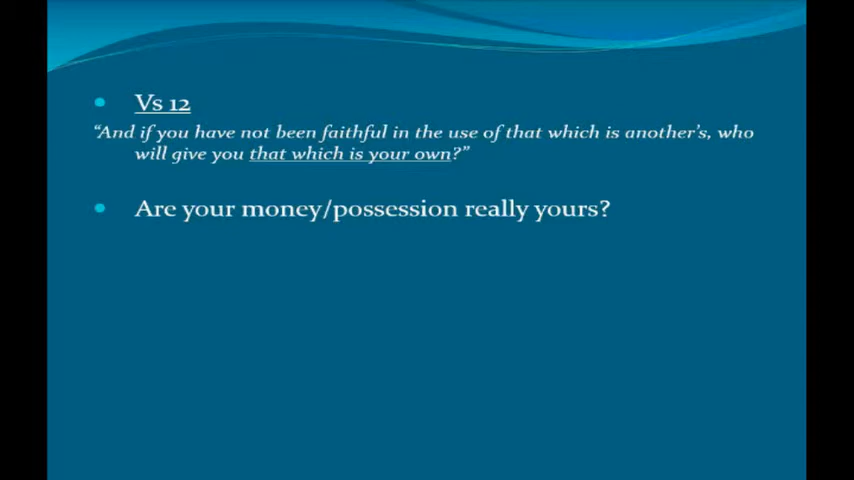 Vs 12
“And if you have not been faithful in the use of that which is another’s, who
will give you that which is your own?”
Are your money/possession really yours?